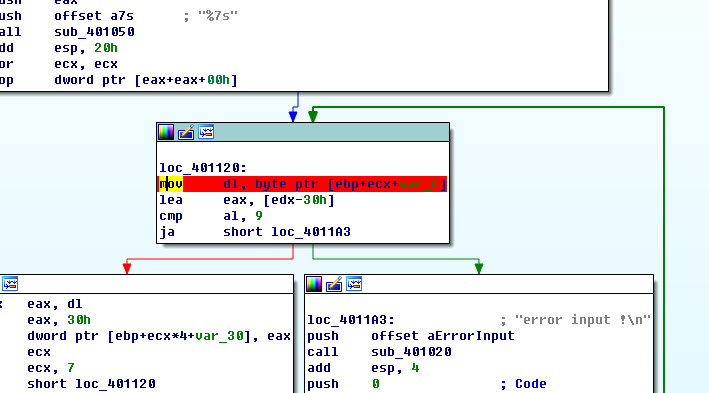 ush eax
ush offset a7s ; "%7s"
all sub_401050
dd esp, 20h
or ecx, ecx
op dword ptr [eax+eax+00h]
loc_401120:
mov dl, byte ptr [ebp+ecx+var_C]
lea eax, [edx-30h]
cmp al, 9
ja short loc_4011A3
x eax, dl
eax, 30h
dword ptr [ebp+ecx*4+var_30], eax
ecx
ecx, 7
short loc_401120
loc_4011A3: ; "error input !\n"
push offset aErrorInput
call sub_401020
add esp, 4
push 0 ; Code